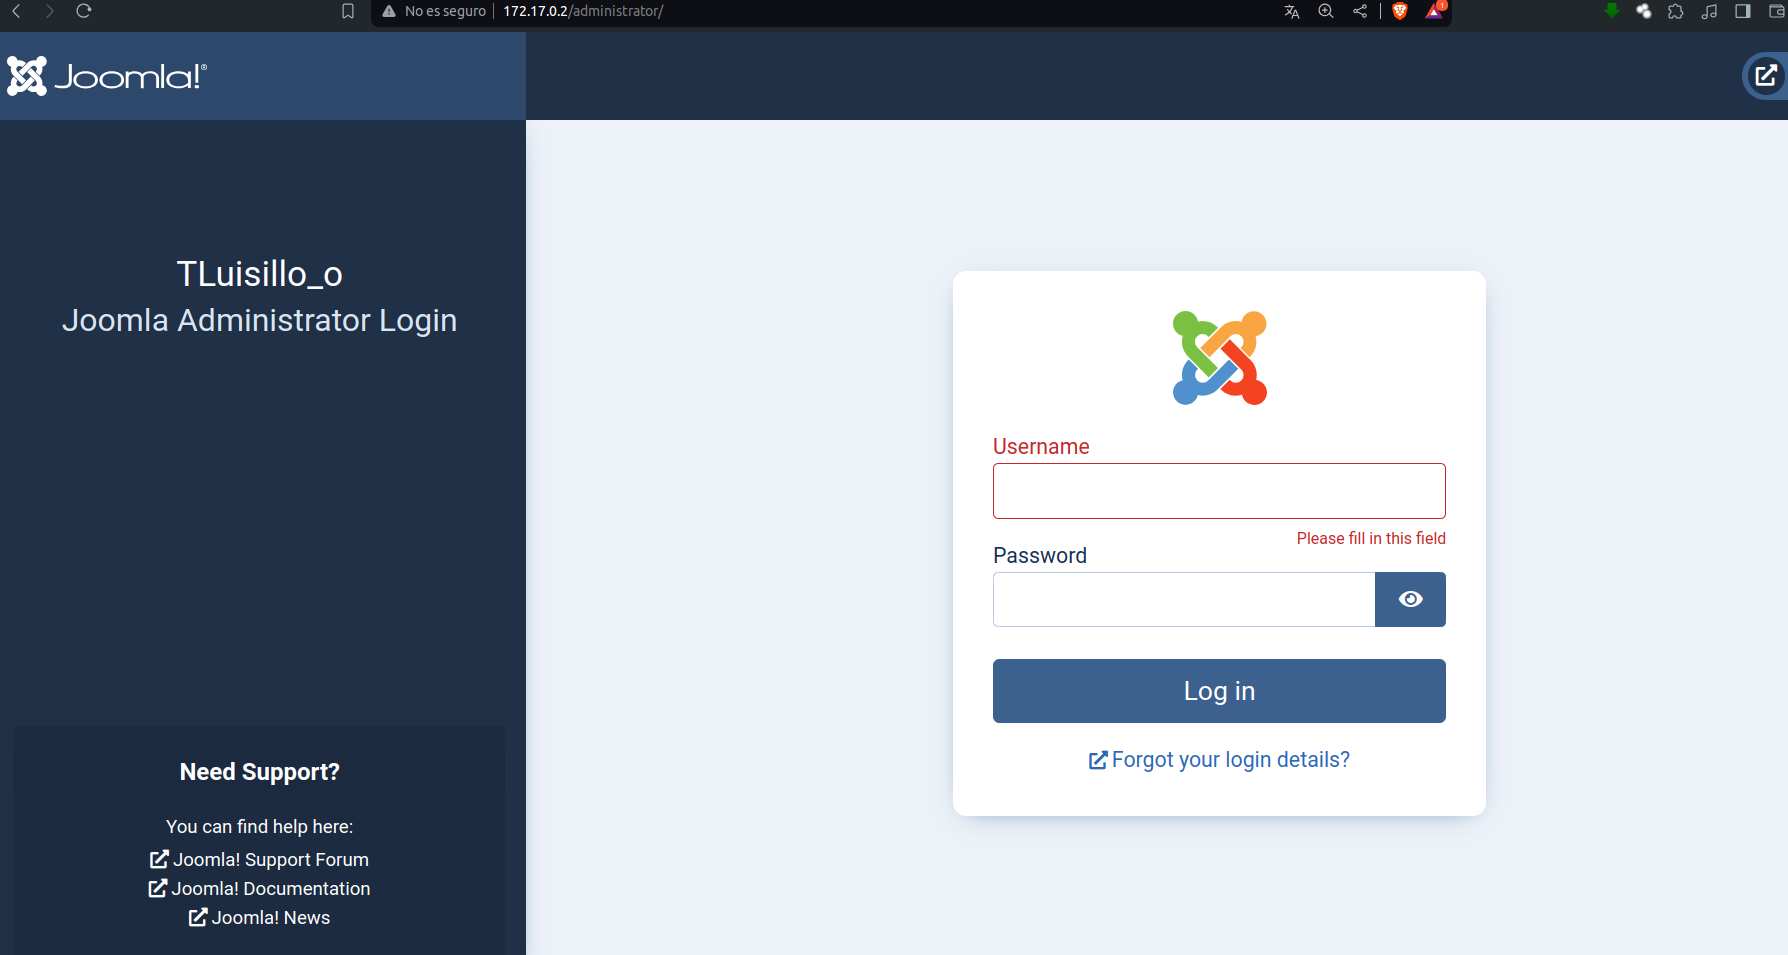 No es seguro 172.17.0.2/administrator/
1
Joomla!®
TLuisillo_o
Joomla Administrator Login
Username
Please fill in this field
Password
Log in
Forgot your login details?
Need Support?
You can find help here:
Joomla! Support Forum
Joomla! Documentation
Joomla! News